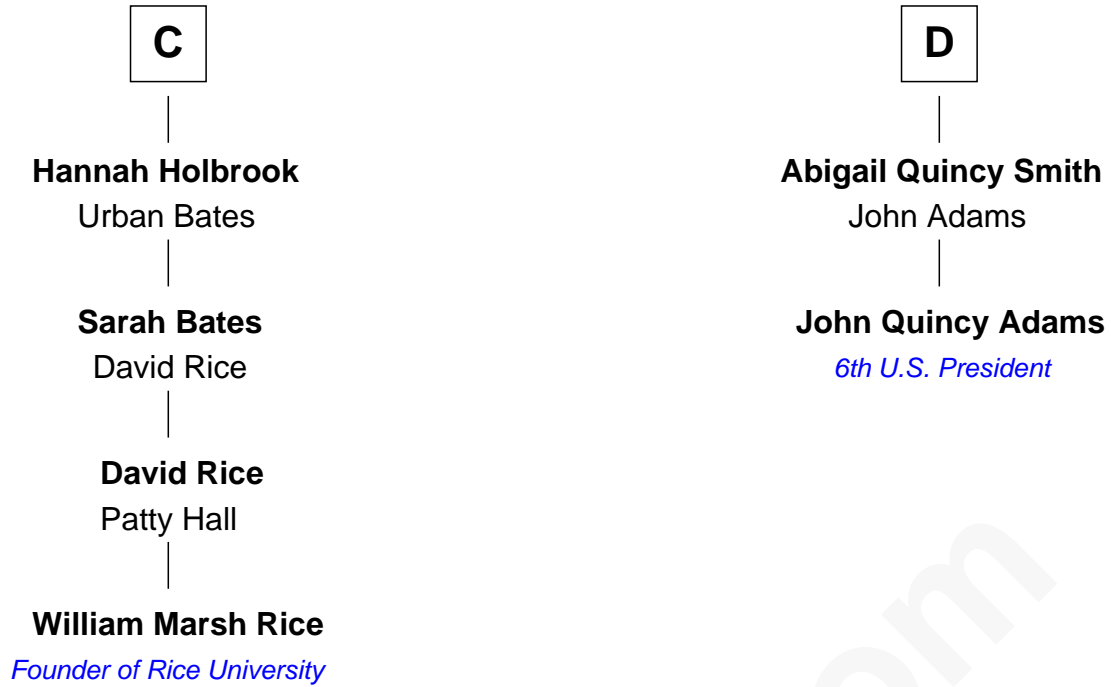 C
Hannah Holbrook
Urban Bates
Sarah Bates
David Rice
David Rice
Patty Hall
William Marsh Rice
Founder of Rice University
D
Abigail Quincy Smith
John Adams
John Quincy Adams
6th U.S. President
om